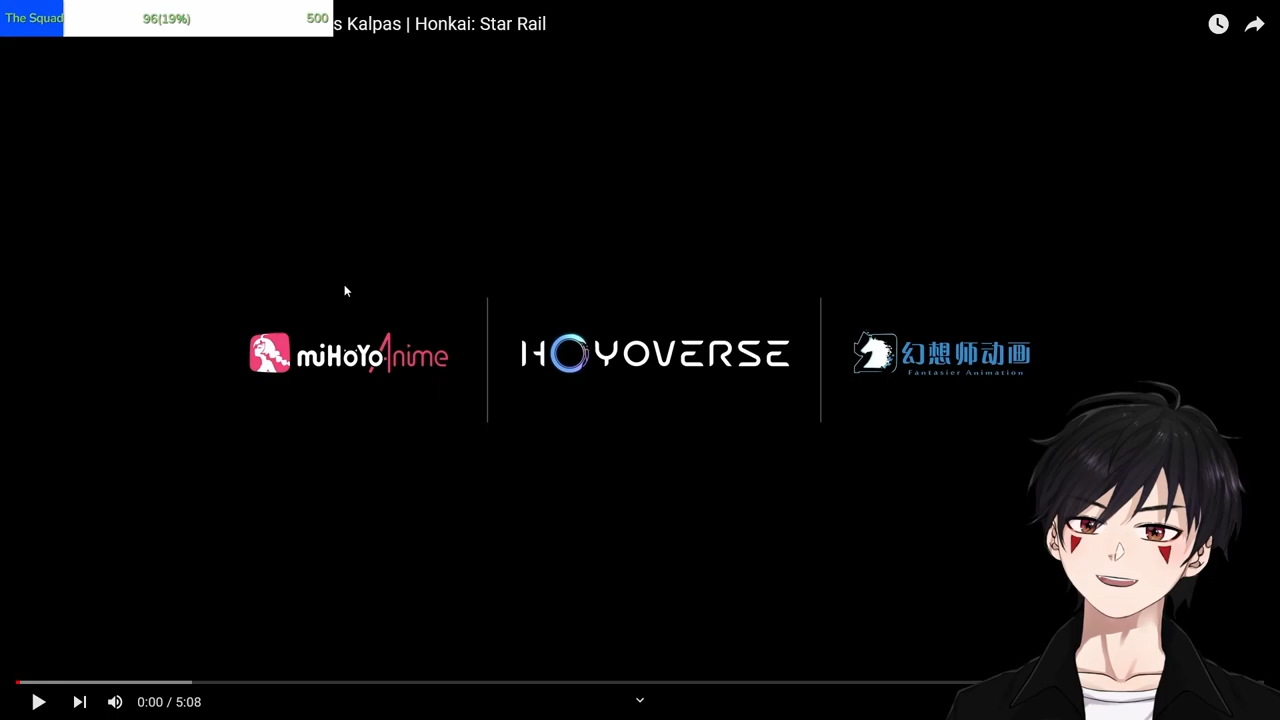 The Squad 96(19%) 500
s Kalpas | Honkai: Star Rail
miHoYo Anime
HOYOVERSE
幻想师动画
Fantasier Animation
0:00 / 5:08